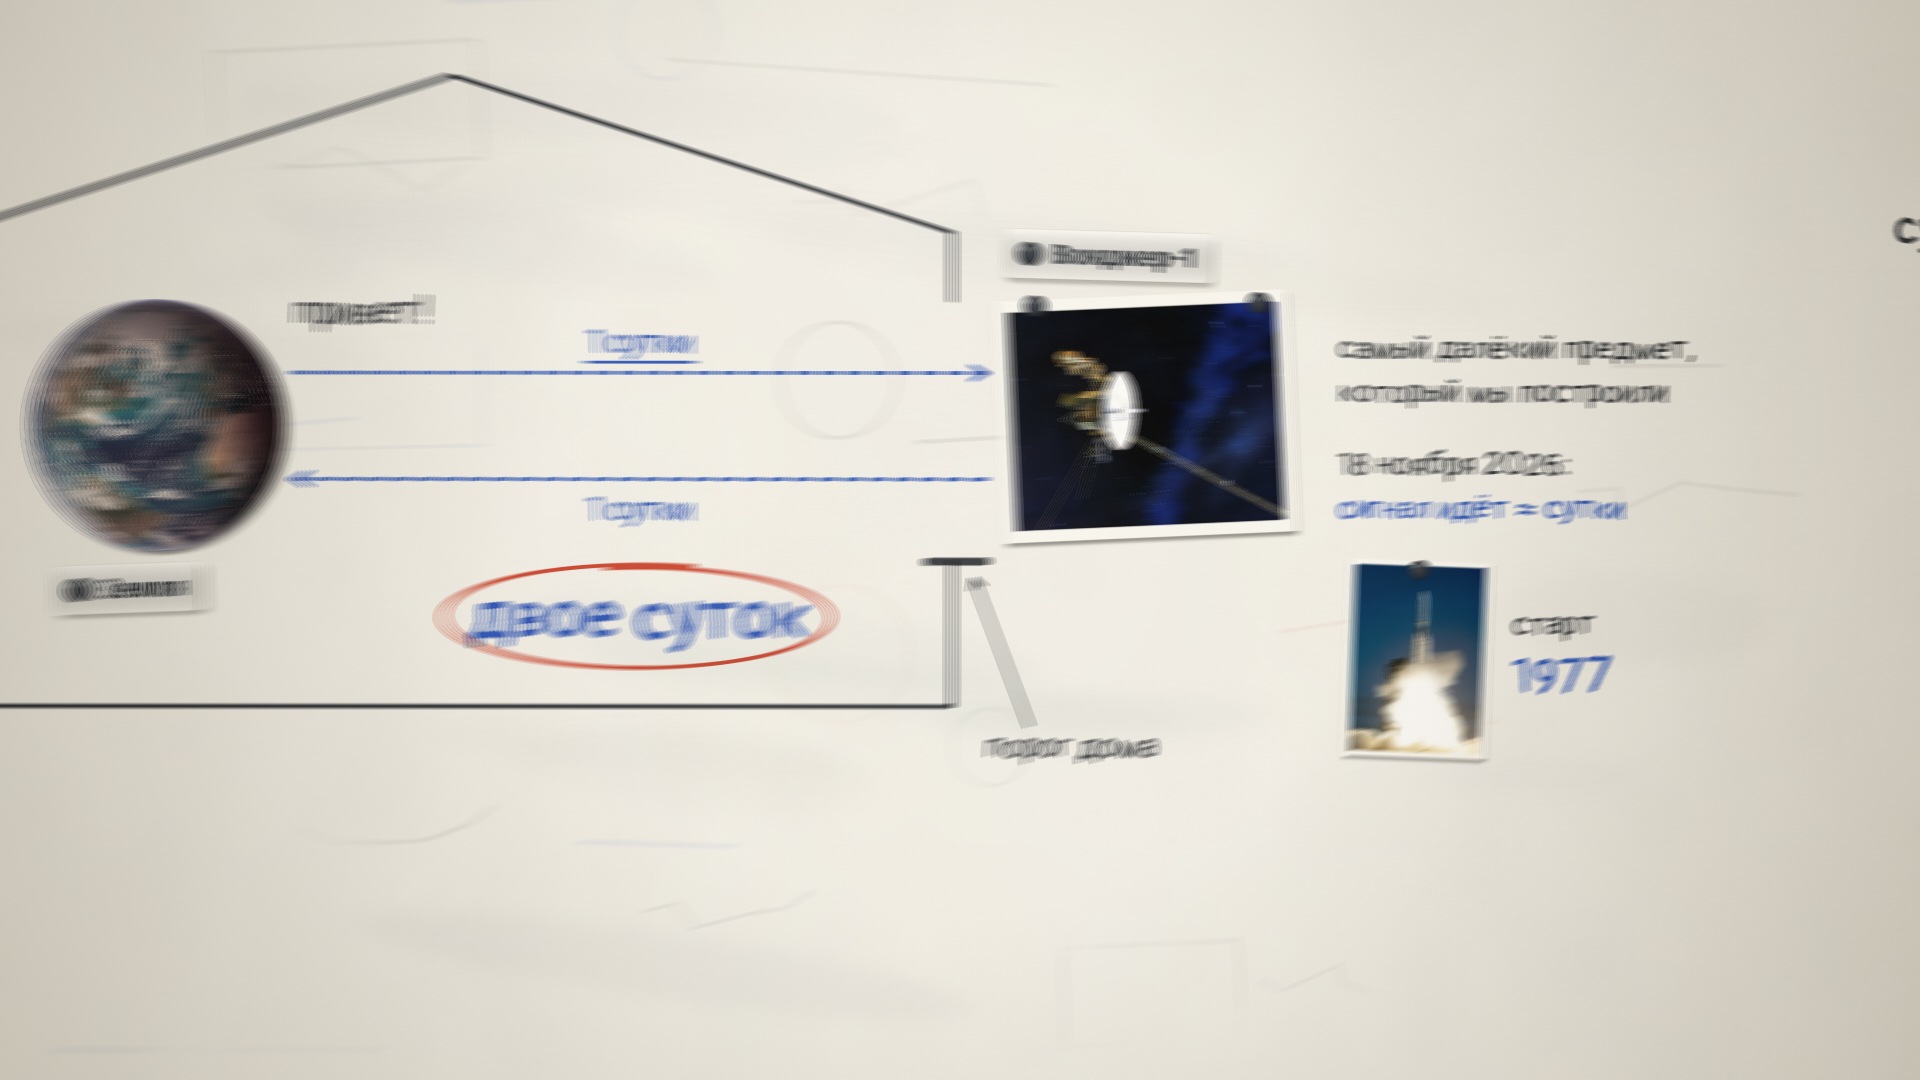 Вояджер-1
привет!
1 сутки
самый далёкий предмет,
который мы построили
18 ноября 2026:
1 сутки
сигнал идёт ≈ сутки
Земля
двое суток
старт
1977
порог дома